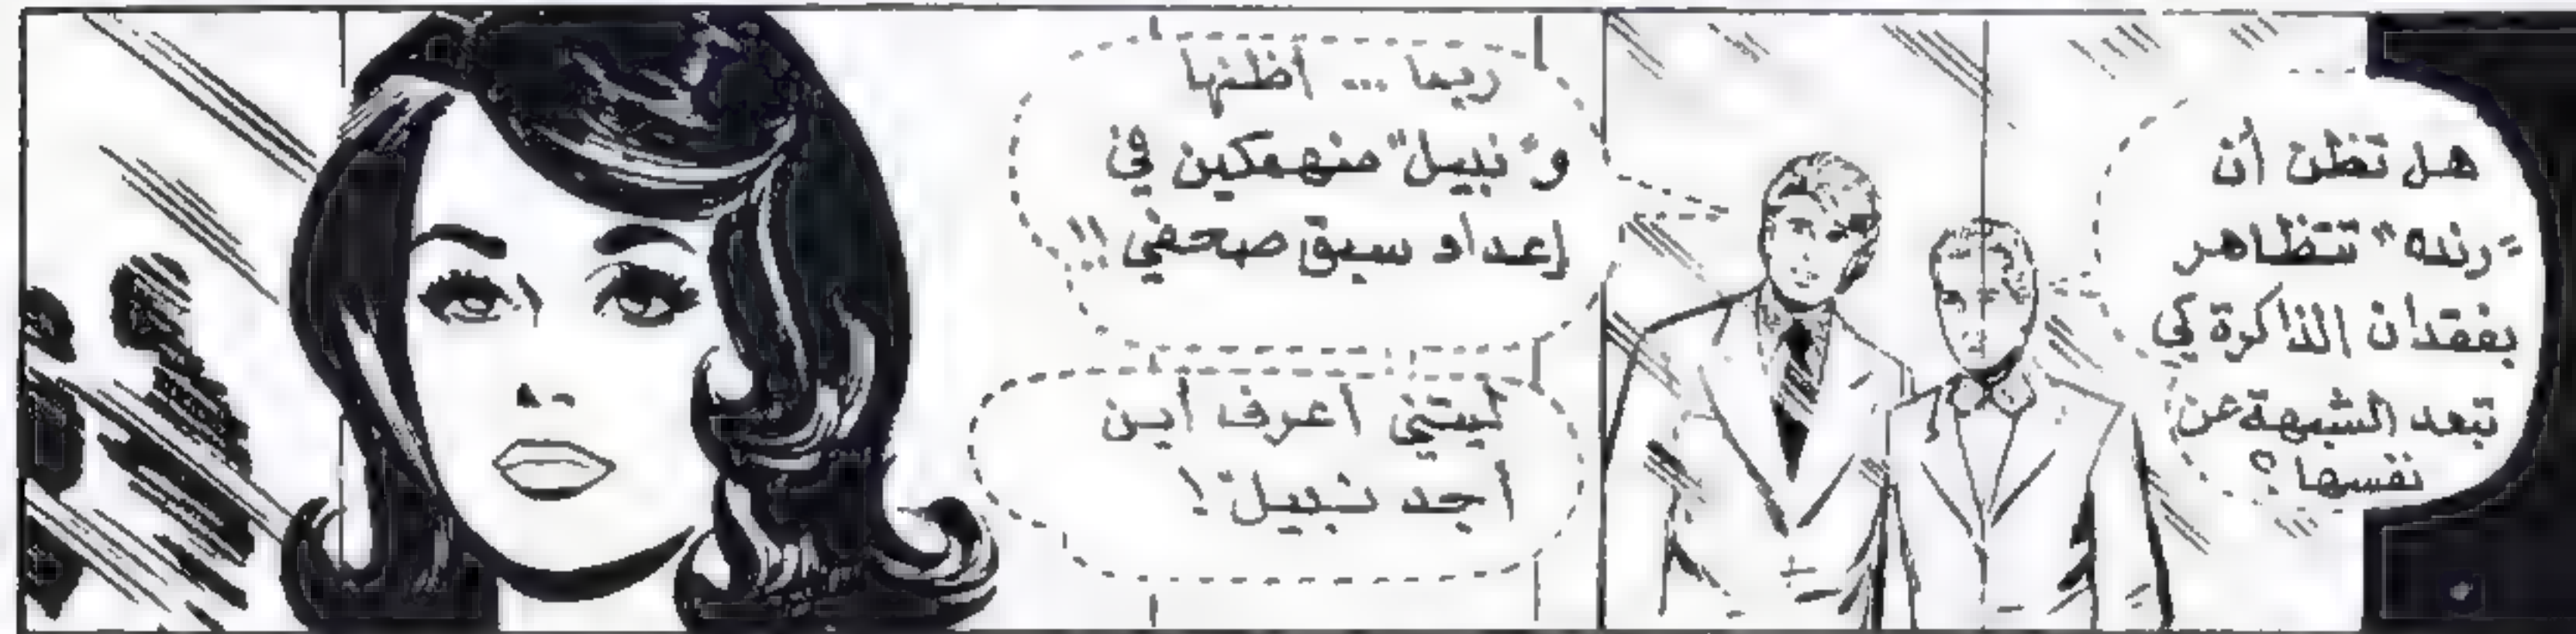 هل تظن أن
"رنده" تتظاهر
بفقدان الذاكرة كي
تبعد الشبهة عن
نفسها؟
ربما ... أظنها
و"نبيل" منهمكين في
إعداد سبق صحفي!!
ليتني أعرف أين
أجد "نبيل"!